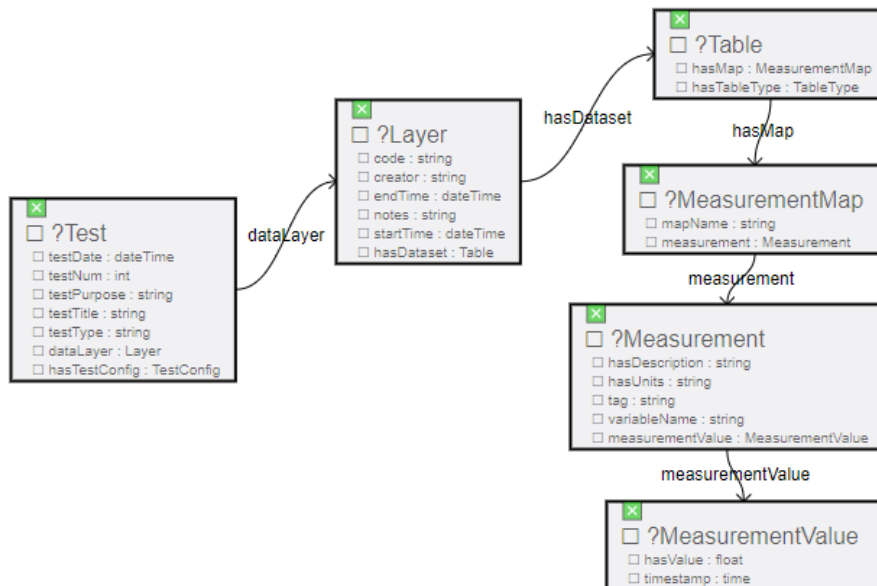 ?Test
testDate : dateTime
testNum : int
testPurpose : string
testTitle : string
testType : string
dataLayer : Layer
hasTestConfig : TestConfig
dataLayer
?Layer
code : string
creator : string
endTime : dateTime
notes : string
startTime : dateTime
hasDataset : Table
hasDataset
?Table
hasMap : MeasurementMap
hasTableType : TableType
hasMap
?MeasurementMap
mapName : string
measurement : Measurement
measurement
?Measurement
hasDescription : string
hasUnits : string
tag : string
variableName : string
measurementValue : MeasurementValue
measurementValue
?MeasurementValue
hasValue : float
timestamp : time